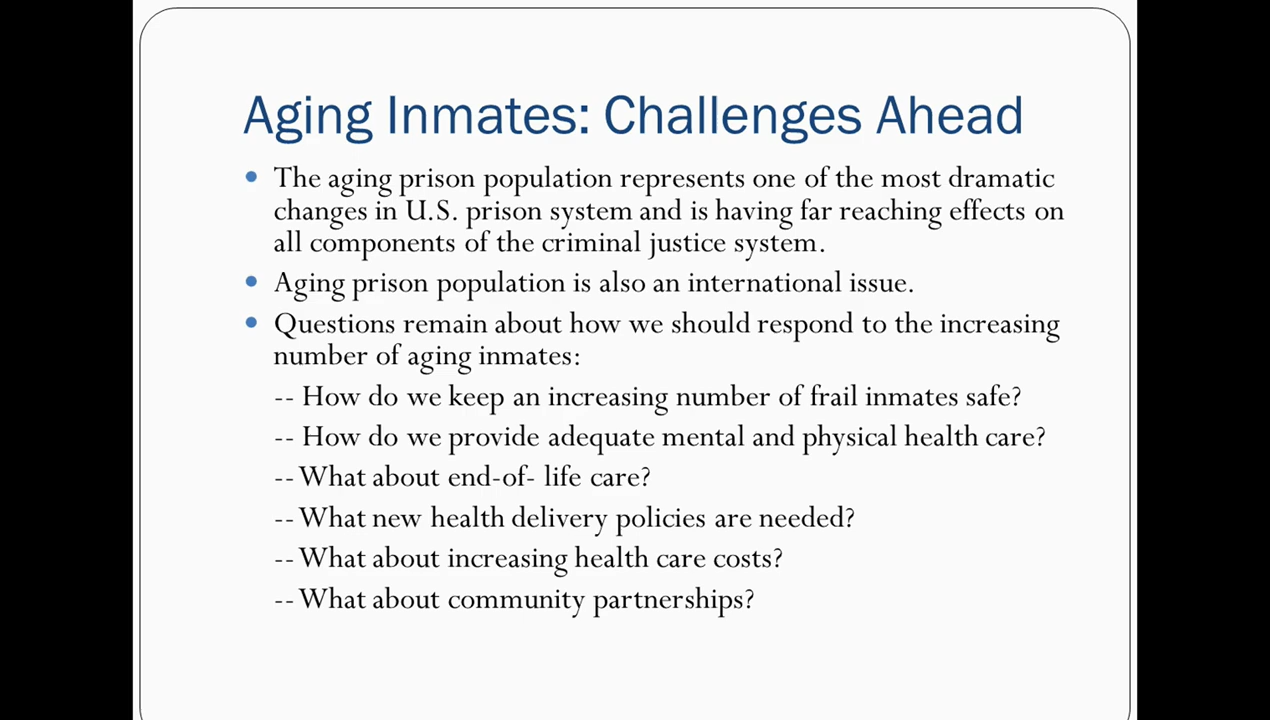 Aging Inmates: Challenges Ahead
• The aging prison population represents one of the most dramatic
changes in U.S. prison system and is having far reaching effects on
all components of the criminal justice system.
• Aging prison population is also an international issue.
• Questions remain about how we should respond to the increasing
number of aging inmates:
-- How do we keep an increasing number of frail inmates safe?
-- How do we provide adequate mental and physical health care?
-- What about end-of- life care?
-- What new health delivery policies are needed?
-- What about increasing health care costs?
-- What about community partnerships?